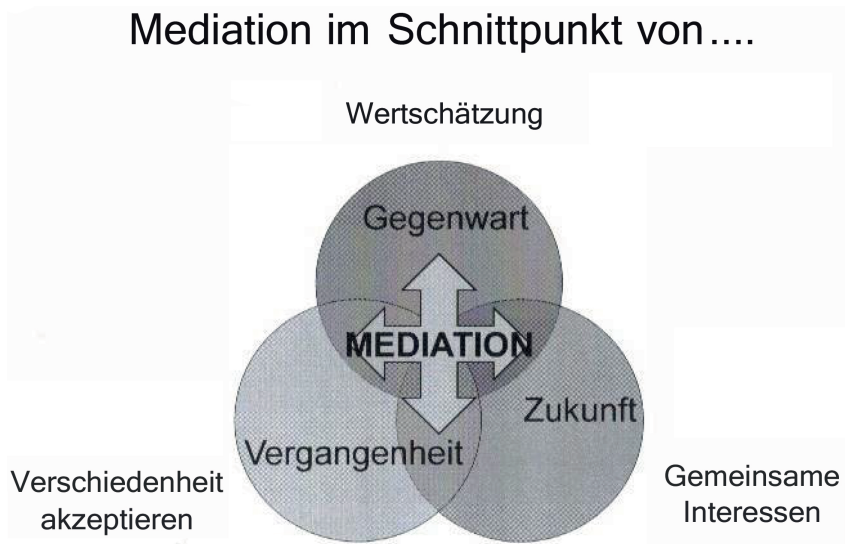 Mediation im Schnittpunkt von....
Wertschätzung
Gegenwart
MEDIATION
Zukunft
Vergangenheit
Verschiedenheit
akzeptieren
Gemeinsame
Interessen